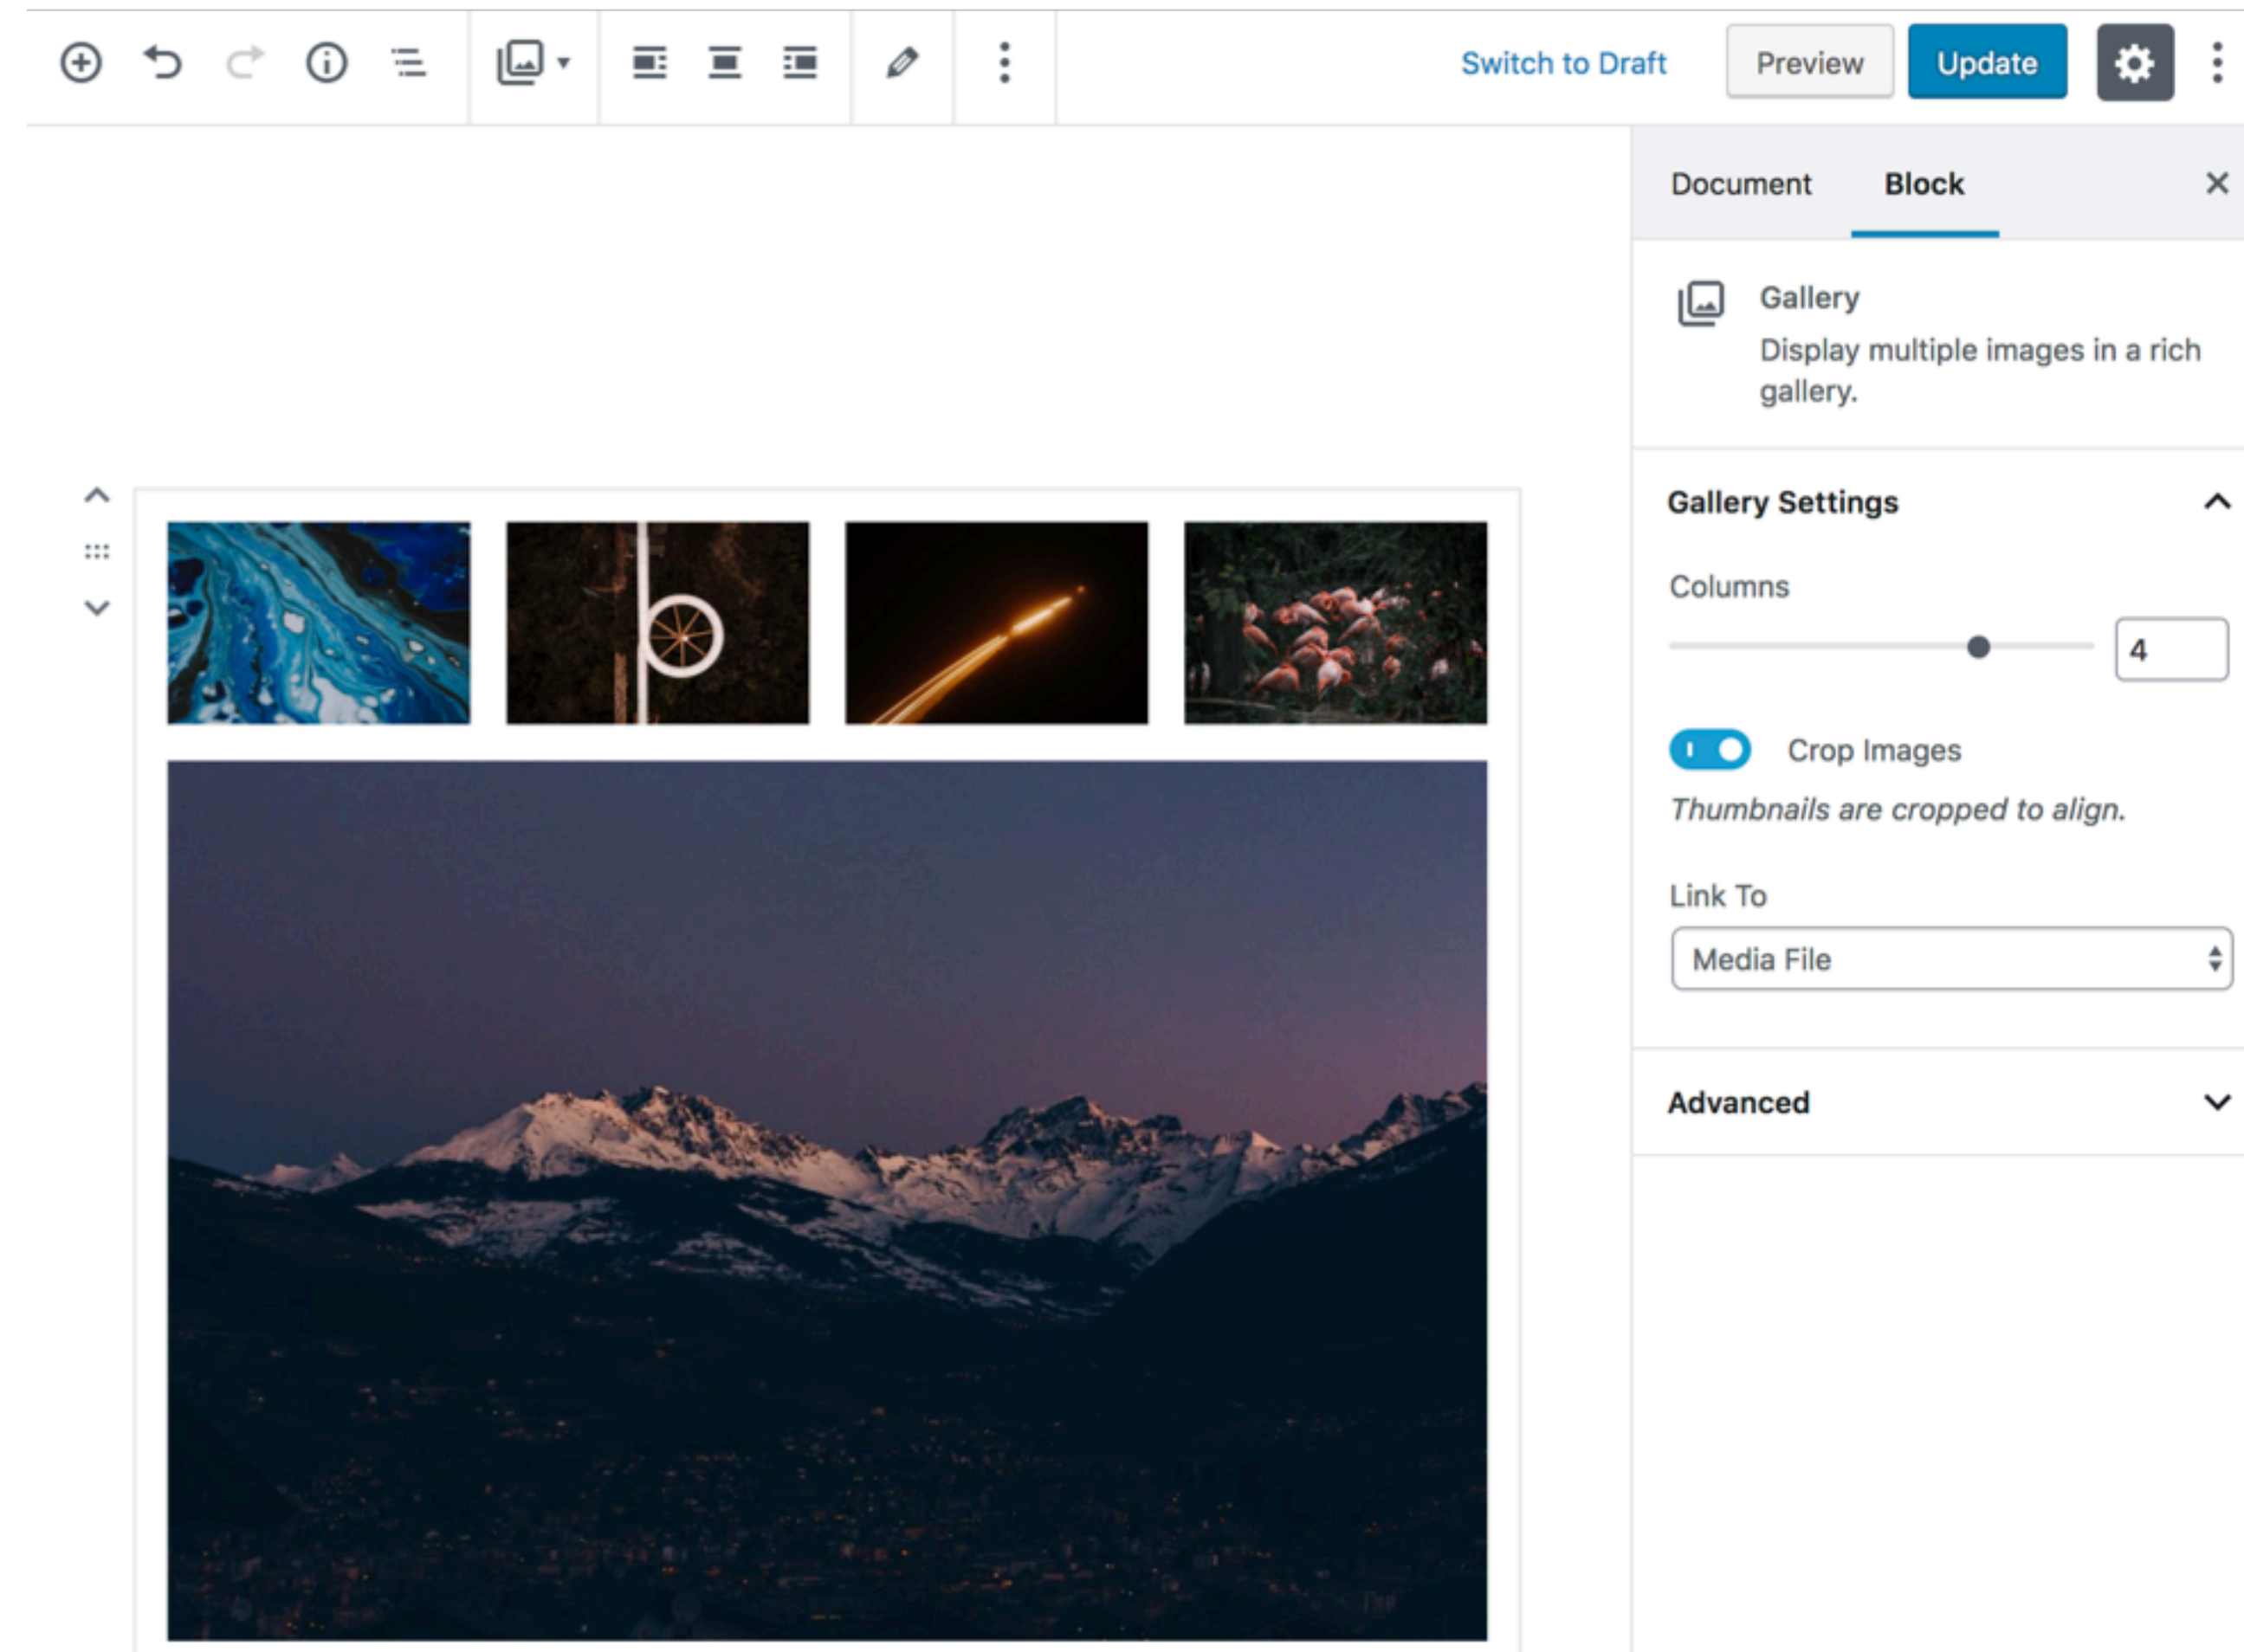 Switch to Draft
Preview
Update
Document
Block
Gallery
Display multiple images in a rich
gallery.
Gallery Settings
Columns
4
Crop Images
Thumbnails are cropped to align.
Link To
Media File
Advanced